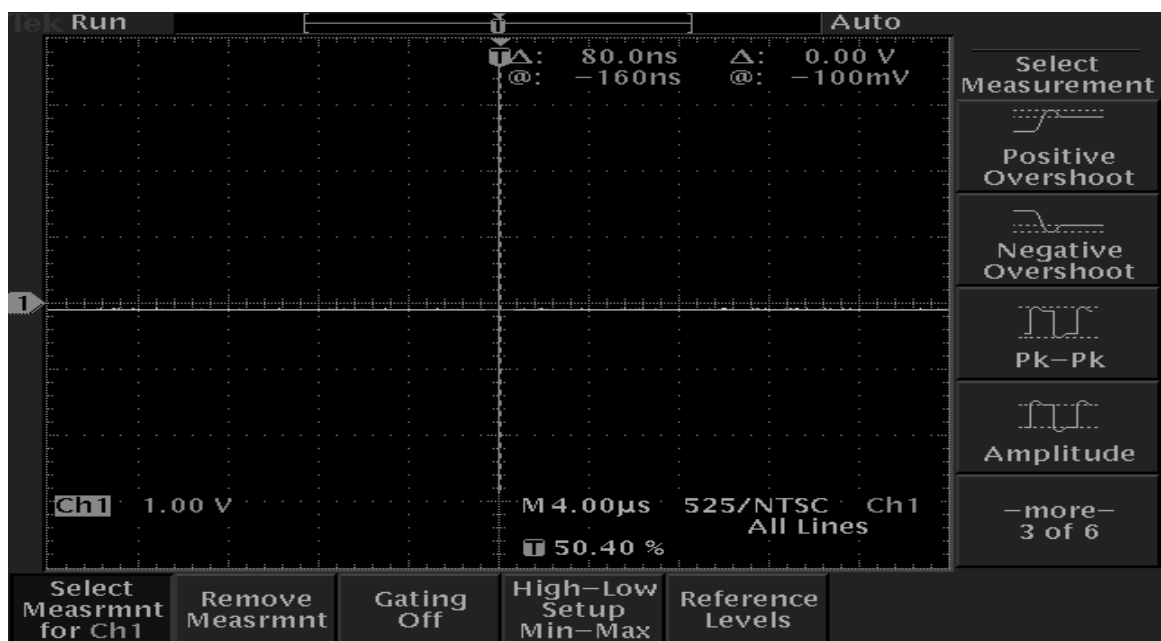 Tek Run
Auto
Δ: 80.0ns Δ: 0.00 V
@: −160ns @: −100mV
1
Ch1 1.00 V
M 4.00µs 525/NTSC Ch1
All Lines
T 50.40 %
Select
Measurement
Positive
Overshoot
Negative
Overshoot
Pk−Pk
Amplitude
−more−
3 of 6
Select
Measrmnt
for Ch1
Remove
Measrmnt
Gating
Off
High−Low
Setup
Min−Max
Reference
Levels